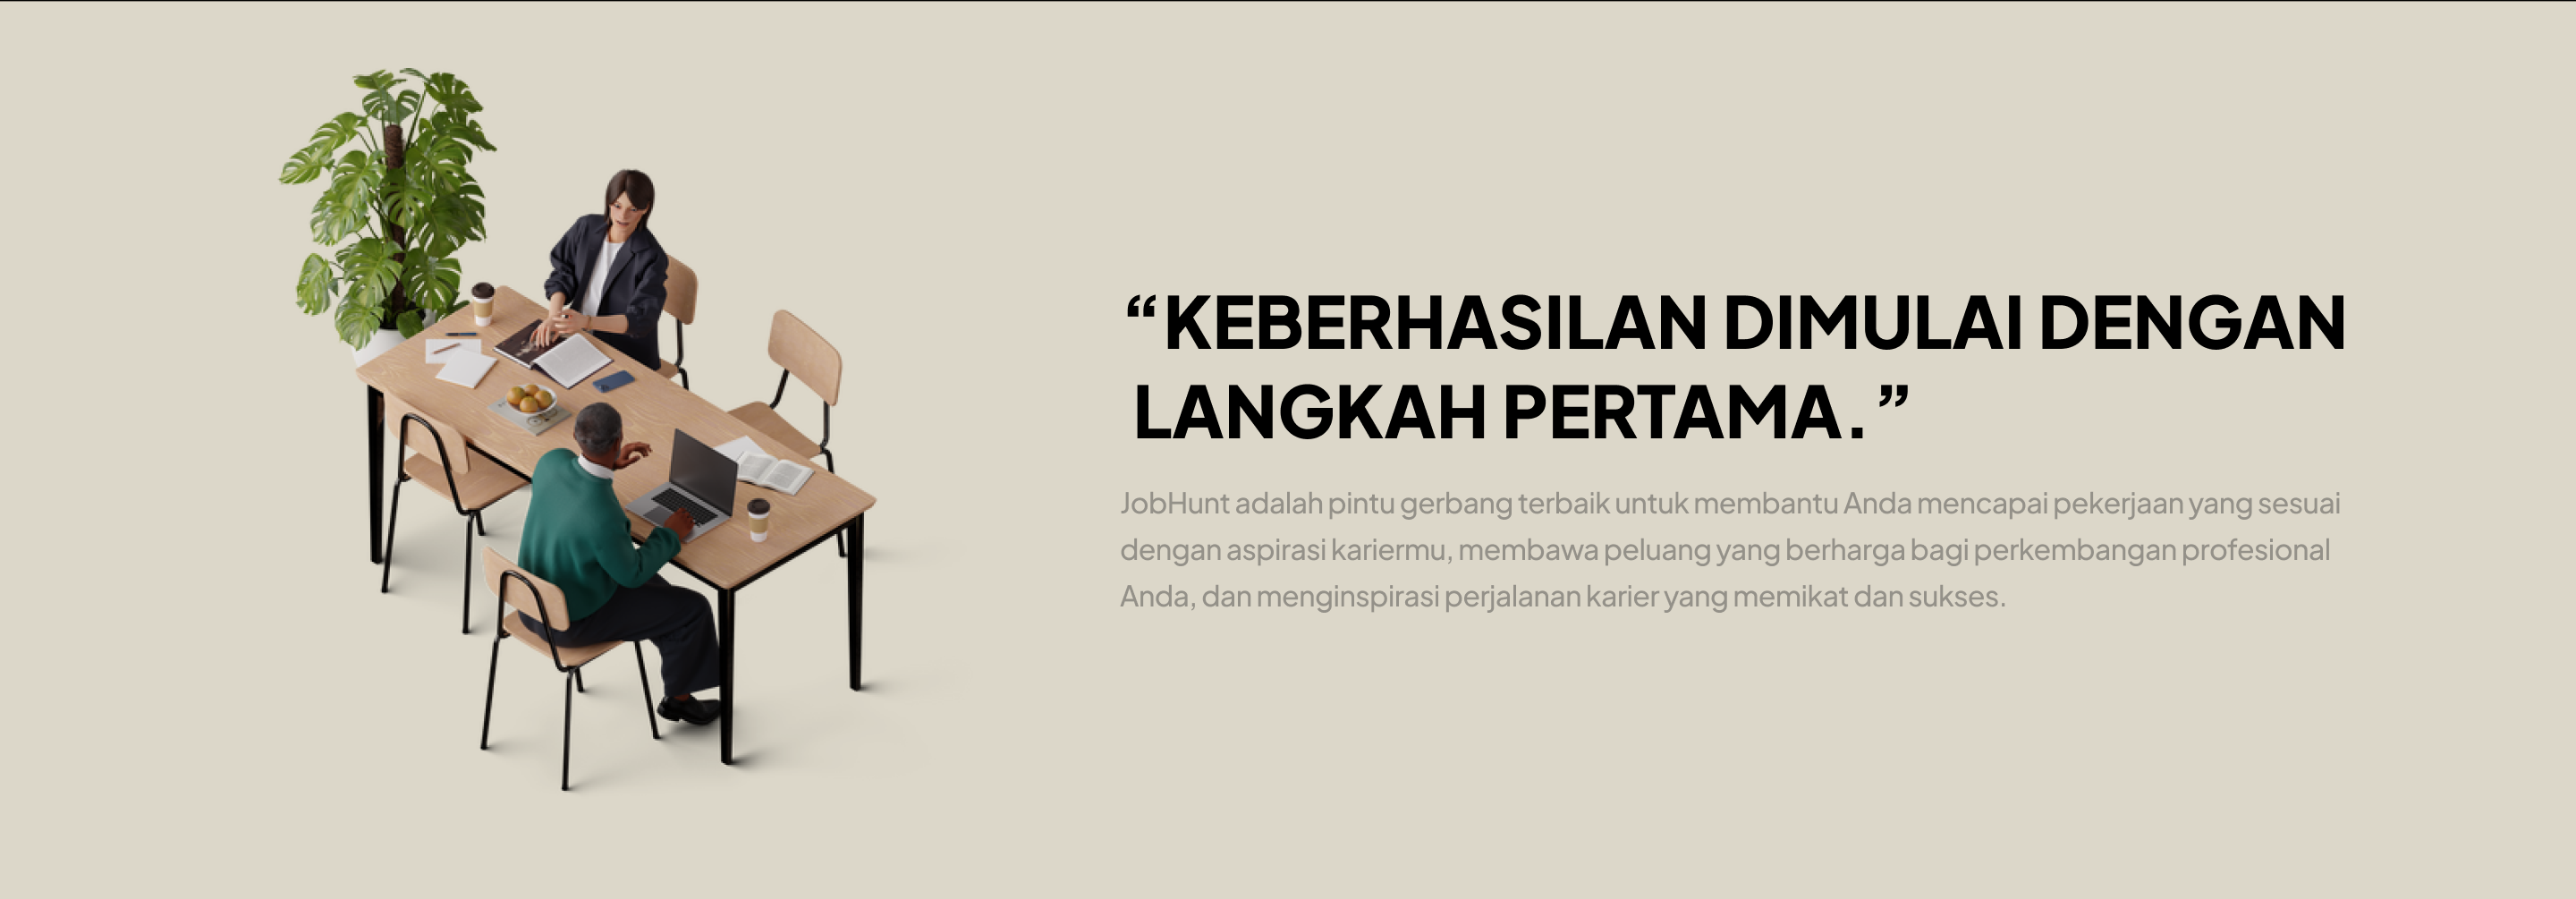 “KEBERHASILAN DIMULAI DENGAN
LANGKAH PERTAMA.”
JobHunt adalah pintu gerbang terbaik untuk membantu Anda mencapai pekerjaan yang sesuai
dengan aspirasi kariermu, membawa peluang yang berharga bagi perkembangan profesional
Anda, dan menginspirasi perjalanan karier yang memikat dan sukses.